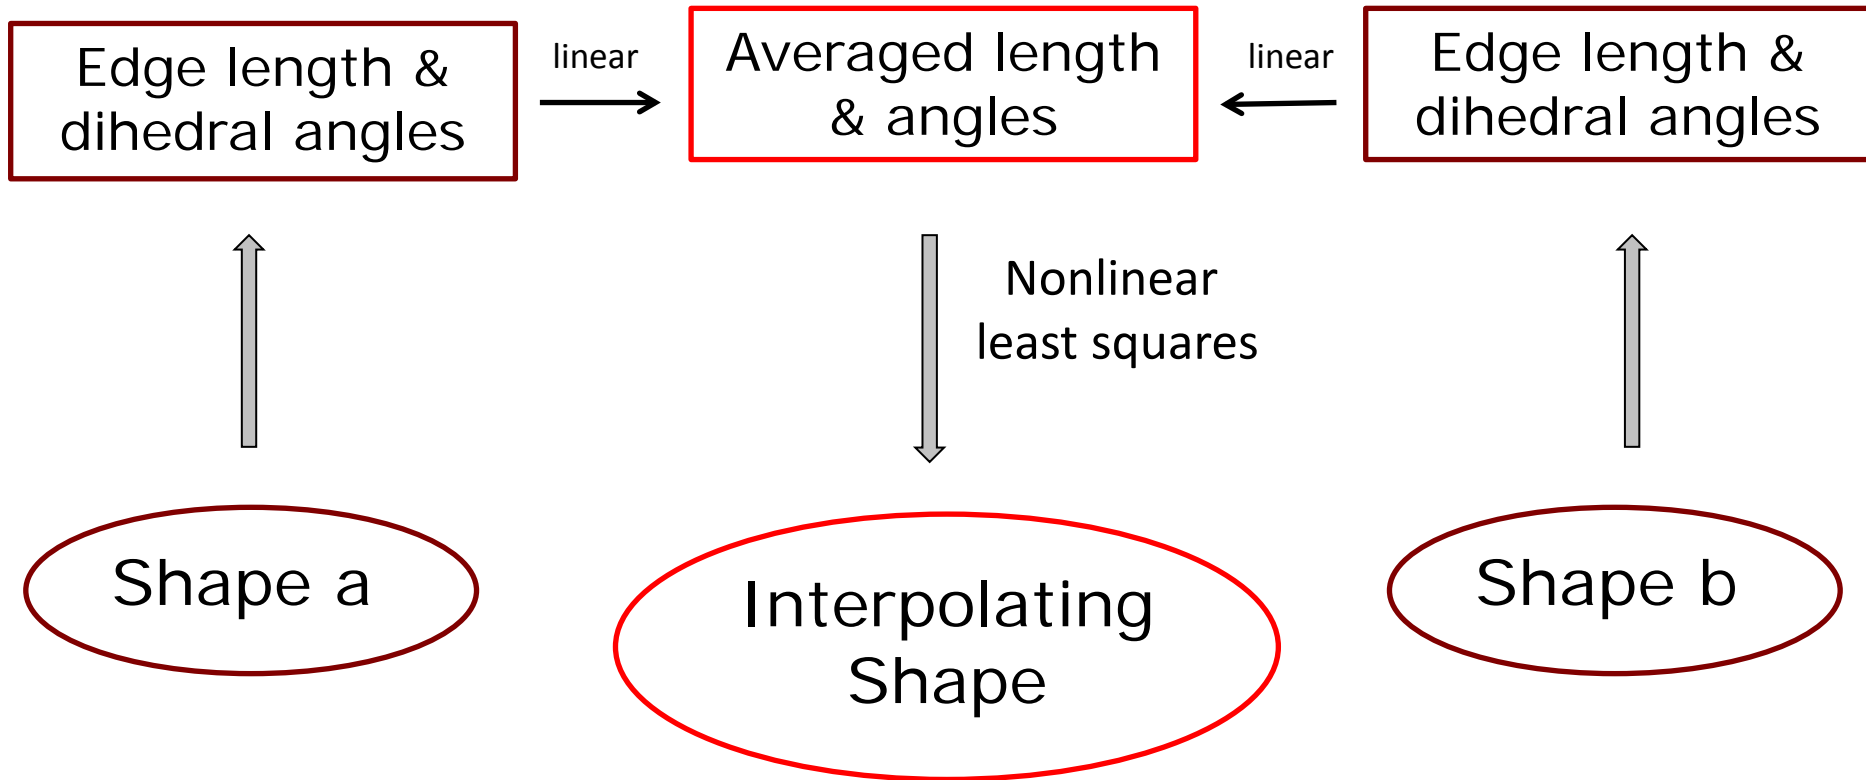 Edge length &
dihedral angles
linear
Averaged length
& angles
linear
Edge length &
dihedral angles
Nonlinear
least squares
Shape a
Interpolating
Shape
Shape b